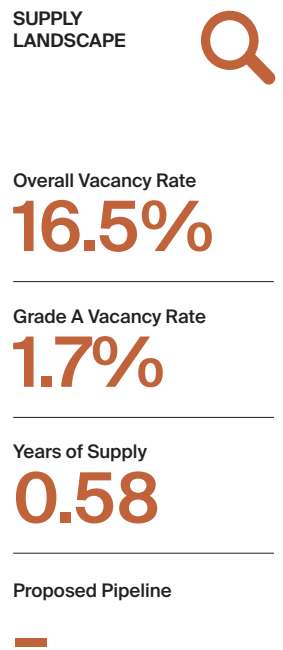 SUPPLY
LANDSCAPE
Overall Vacancy Rate
16.5%
Grade A Vacancy Rate
1.7%
Years of Supply
0.58
Proposed Pipeline